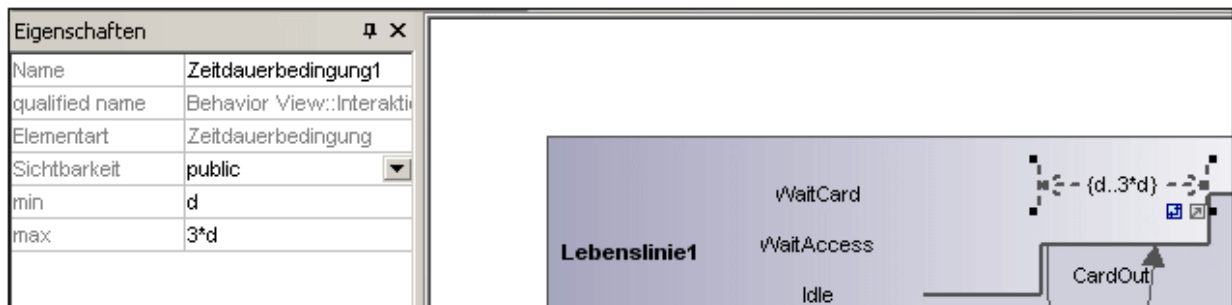 Eigenschaften
Name Zeitdauerbedingung1
qualified name Behavior View::Interakti
Elementart Zeitdauerbedingung
Sichtbarkeit public
min d
max 3*d
{d..3*d}
WaitCard
WaitAccess
Lebenslinie1
CardOut
Idle